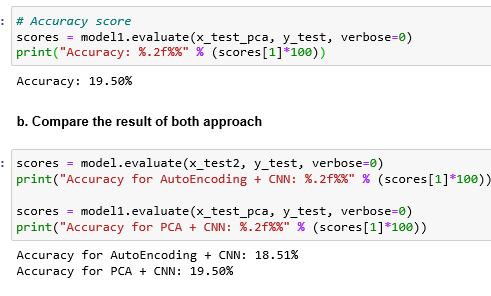 : # Accuracy score
scores = model1.evaluate(x_test_pca, y_test, verbose=0)
print("Accuracy: %.2f%%" % (scores[1]*100))
Accuracy: 19.50%
b. Compare the result of both approach
: scores = model.evaluate(x_test2, y_test, verbose=0)
print("Accuracy for AutoEncoding + CNN: %.2f%%" % (scores[1]*100))
scores = model1.evaluate(x_test_pca, y_test, verbose=0)
print("Accuracy for PCA + CNN: %.2f%%" % (scores[1]*100))
Accuracy for AutoEncoding + CNN: 18.51%
Accuracy for PCA + CNN: 19.50%